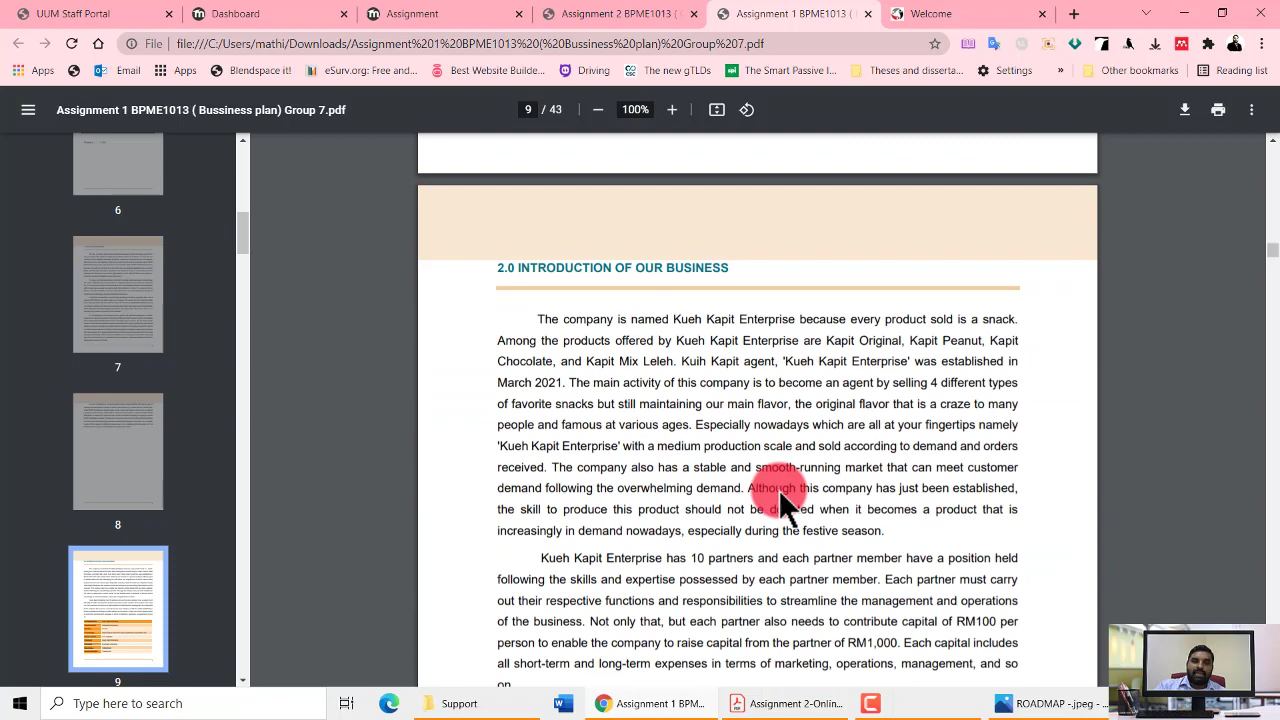 UUM Staff Portal
Dashboard
Assignment
Assignment 2 BPME1013 (
Assignment 1 BPME1013 (
Welcome
File
file:///C:/Users/mathi/Downloads/Assignment%201%20BPME1013%20(%20Bussiness%20plan)%20Group%207.pdf
Apps
Email
Apps
Blendspace it!
eSurv.org: Free and...
Best Website Builde...
Driving
Overview of new gTLDs
The Smart Passive I...
Theses and disserta...
Settings
»
Other bookmarks
Reading list
Assignment 1 BPME1013 ( Bussiness plan) Group 7.pdf
9 / 43
100%
6
7
8
9
2.0 INTRODUCTION OF OUR BUSINESS
The company is named Kueh Kapit Enterprise because every product sold is a snack.
Among the products offered by Kueh Kapit Enterprise are Kapit Original, Kapit Peanut, Kapit
Chocolate, and Kapit Mix Leleh. Kuih Kapit agent, 'Kueh Kapit Enterprise' was established in
March 2021. The main activity of this company is to become an agent by selling 4 different types
of favorite snacks but still maintaining our main flavor, the original flavor that is a craze to many
people and famous at various ages. Especially nowadays which are all at your fingertips namely
'Kueh Kapit Enterprise' with a medium production scale and sold according to demand and orders
received. The company also has a stable and smooth-running market that can meet customer
demand following the overwhelming demand. Although this company has just been established,
the skill to produce this product should not be when it becomes a product that is
increasingly in demand nowadays, especially during the festive season.
Kueh Kapit Enterprise has 10 partners and each partner member have a position held
following the skills and expertise possessed by each partner member. Each partner must carry
out their respective functions and responsibilities to streamline the management and operations
of the business. Not only that, but each partner also needs to contribute capital of RM100 per
person to enable the company to raise capital from the partner of RM1,000. Each capital includes
all short-term and long-term expenses in terms of marketing, operations, management, and so
on.
Type here to search
Assignment 1 BPM...
Assignment 2-Onlin...
ROADMAP -.jpeg -...